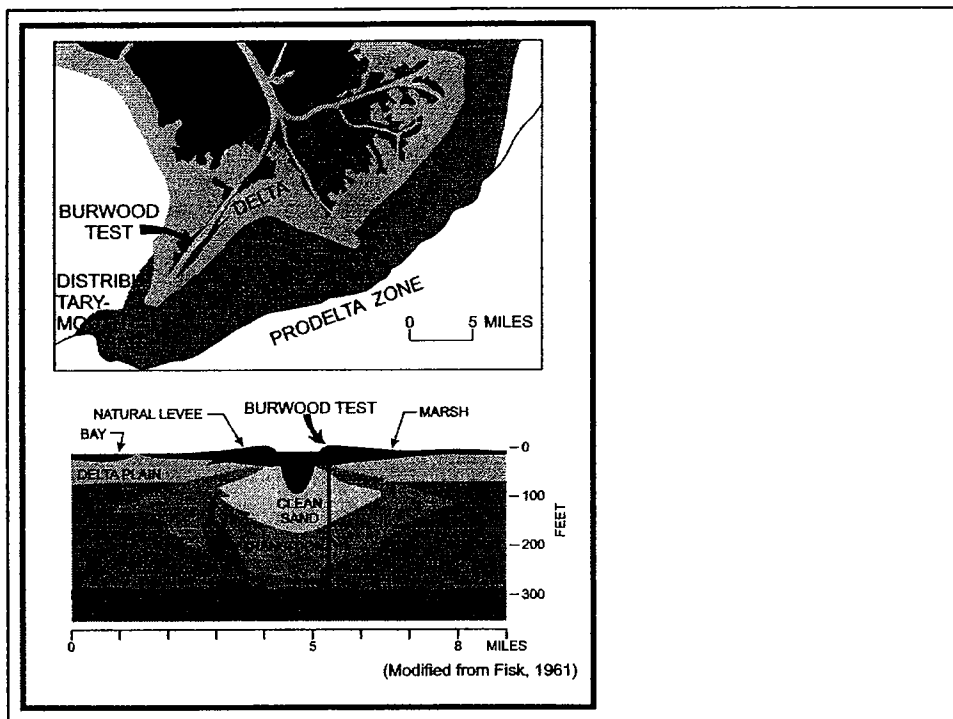 DELTA
BURWOOD
TEST
DISTRIBU
TARY-
PRODELTA ZONE
0 5 MILES
BURWOOD TEST
NATURAL LEVEE
MARSH
BAY
0
DELTA PLAIN
100
CLEAN
SAND
FEET
200
300
0 5 8 MILES
(Modified from Fisk, 1961)